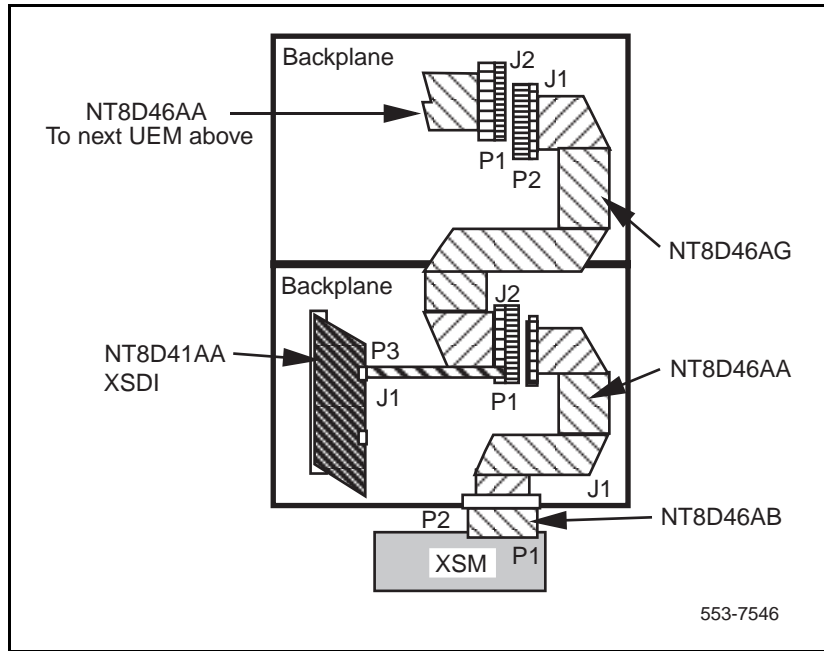 Backplane
J2
J1
NT8D46AA
To next UEM above
P1
P2
NT8D46AG
Backplane
J2
NT8D41AA
XSDI
P3
J1
P1
NT8D46AA
J1
P2
NT8D46AB
P1
XSM
553-7546